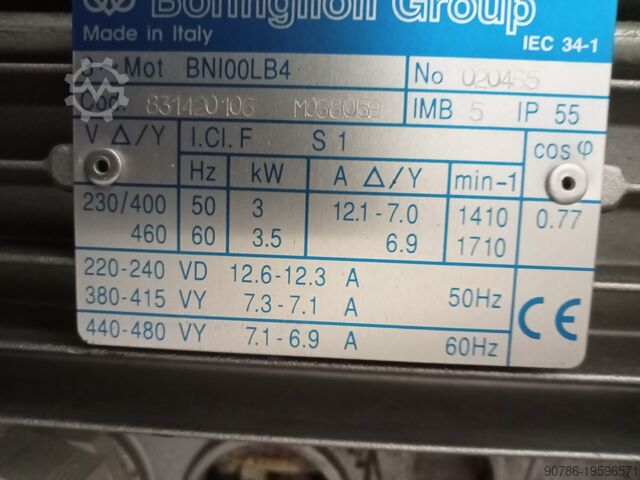 Bonfiglioli Group
Made in Italy
IEC 34-1
3~ Mot BN100LB4 No 020465
Cod 831420106 M068059 IMB 5 IP 55
V Δ/Y I.Cl. F S 1 cos φ
Hz kW A Δ/Y min-1
230/400 50 3 12.1-7.0 1410 0.77
460 60 3.5 6.9 1710
220-240 VD 12.6-12.3 A
380-415 VY 7.3-7.1 A 50Hz
440-480 VY 7.1-6.9 A 60Hz
CE
90786-19596571